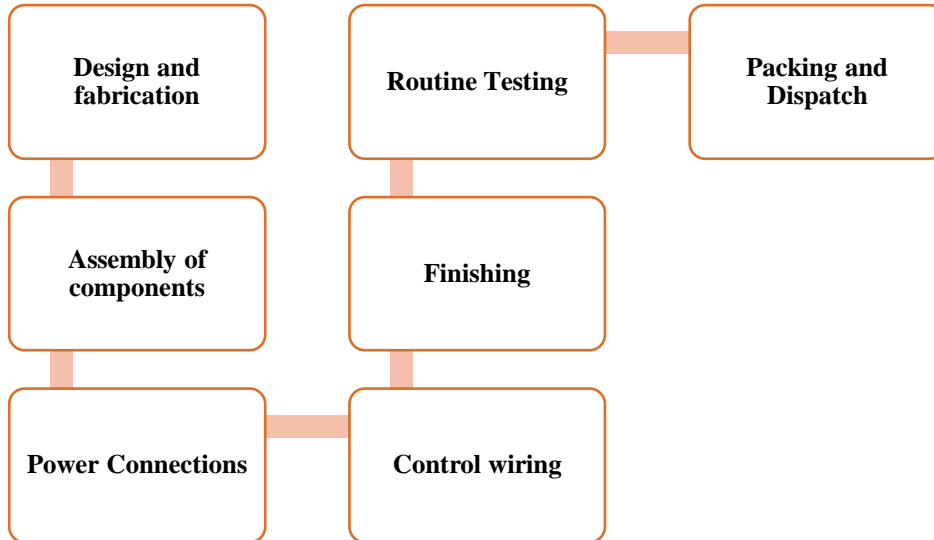 Design and
fabrication
Assembly of
components
Power Connections
Control wiring
Finishing
Routine Testing
Packing and
Dispatch